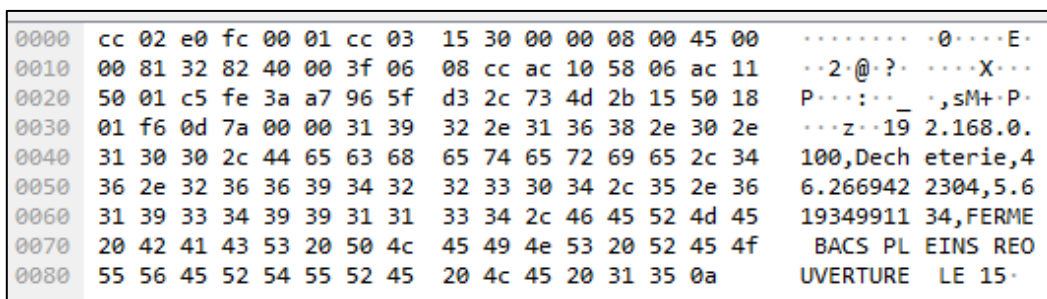 0000 cc 02 e0 fc 00 01 cc 03 15 30 00 00 08 00 45 00 ········ ·0····E·
0010 00 81 32 82 40 00 3f 06 08 cc ac 10 58 06 ac 11 ··2·@·?· ····X···
0020 50 01 c5 fe 3a a7 96 5f d3 2c 73 4d 2b 15 50 18 P···:··_ ·,sM+·P·
0030 01 f6 0d 7a 00 00 31 39 32 2e 31 36 38 2e 30 2e ···z··19 2.168.0.
0040 31 30 30 2c 44 65 63 68 65 74 65 72 69 65 2c 34 100,Dech eterie,4
0050 36 2e 32 36 36 39 34 32 32 33 30 34 2c 35 2e 36 6.266942 2304,5.6
0060 31 39 33 34 39 39 31 31 33 34 2c 46 45 52 4d 45 19349911 34,FERME
0070 20 42 41 43 53 20 50 4c 45 49 4e 53 20 52 45 4f BACS PL EINS REO
0080 55 56 45 52 54 55 52 45 20 4c 45 20 31 35 0a UVERTURE LE 15·